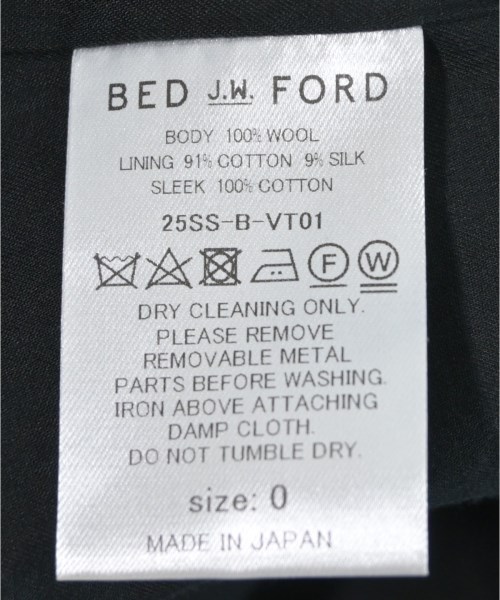 BED J.W. FORD
BODY 100% WOOL
LINING 91% COTTON 9% SILK
SLEEK 100% COTTON
25SS-B-VT01
F W
DRY CLEANING ONLY.
PLEASE REMOVE
REMOVABLE METAL
PARTS BEFORE WASHING.
IRON ABOVE ATTACHING
DAMP CLOTH.
DO NOT TUMBLE DRY.
size: 0
MADE IN JAPAN